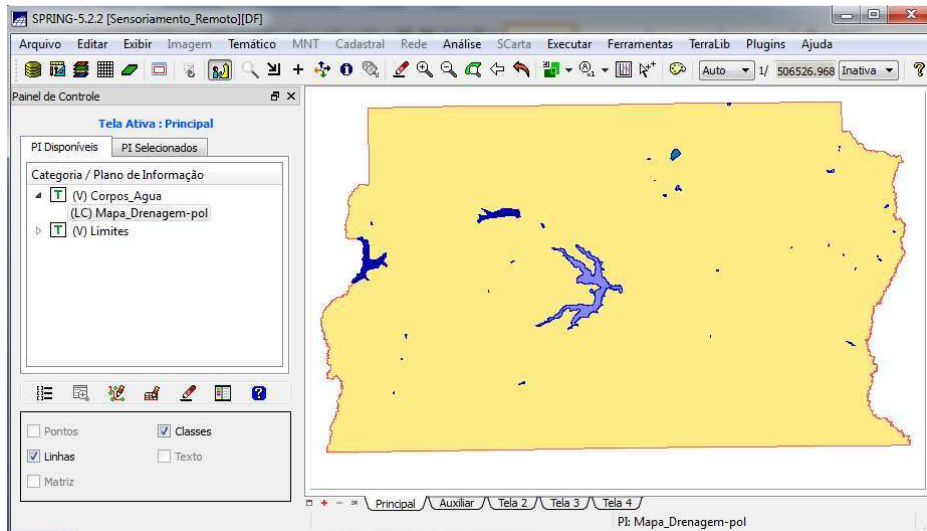 SPRING-5.2.2 [Sensoriamento_Remoto][DF]
Arquivo Editar Exibir Imagem Temático MNT Cadastral Rede Análise SCarta Executar Ferramentas TerraLib Plugins Ajuda
Auto 1/ 506526.968 Inativa
Painel de Controle
Tela Ativa : Principal
PI Disponíveis PI Selecionados
Categoria / Plano de Informação
T (V) Corpos_Agua
(LC) Mapa_Drenagem-pol
T (V) Limites
Pontos Classes
Linhas Texto
Matriz
Principal Auxiliar Tela 2 Tela 3 Tela 4
PI: Mapa_Drenagem-pol